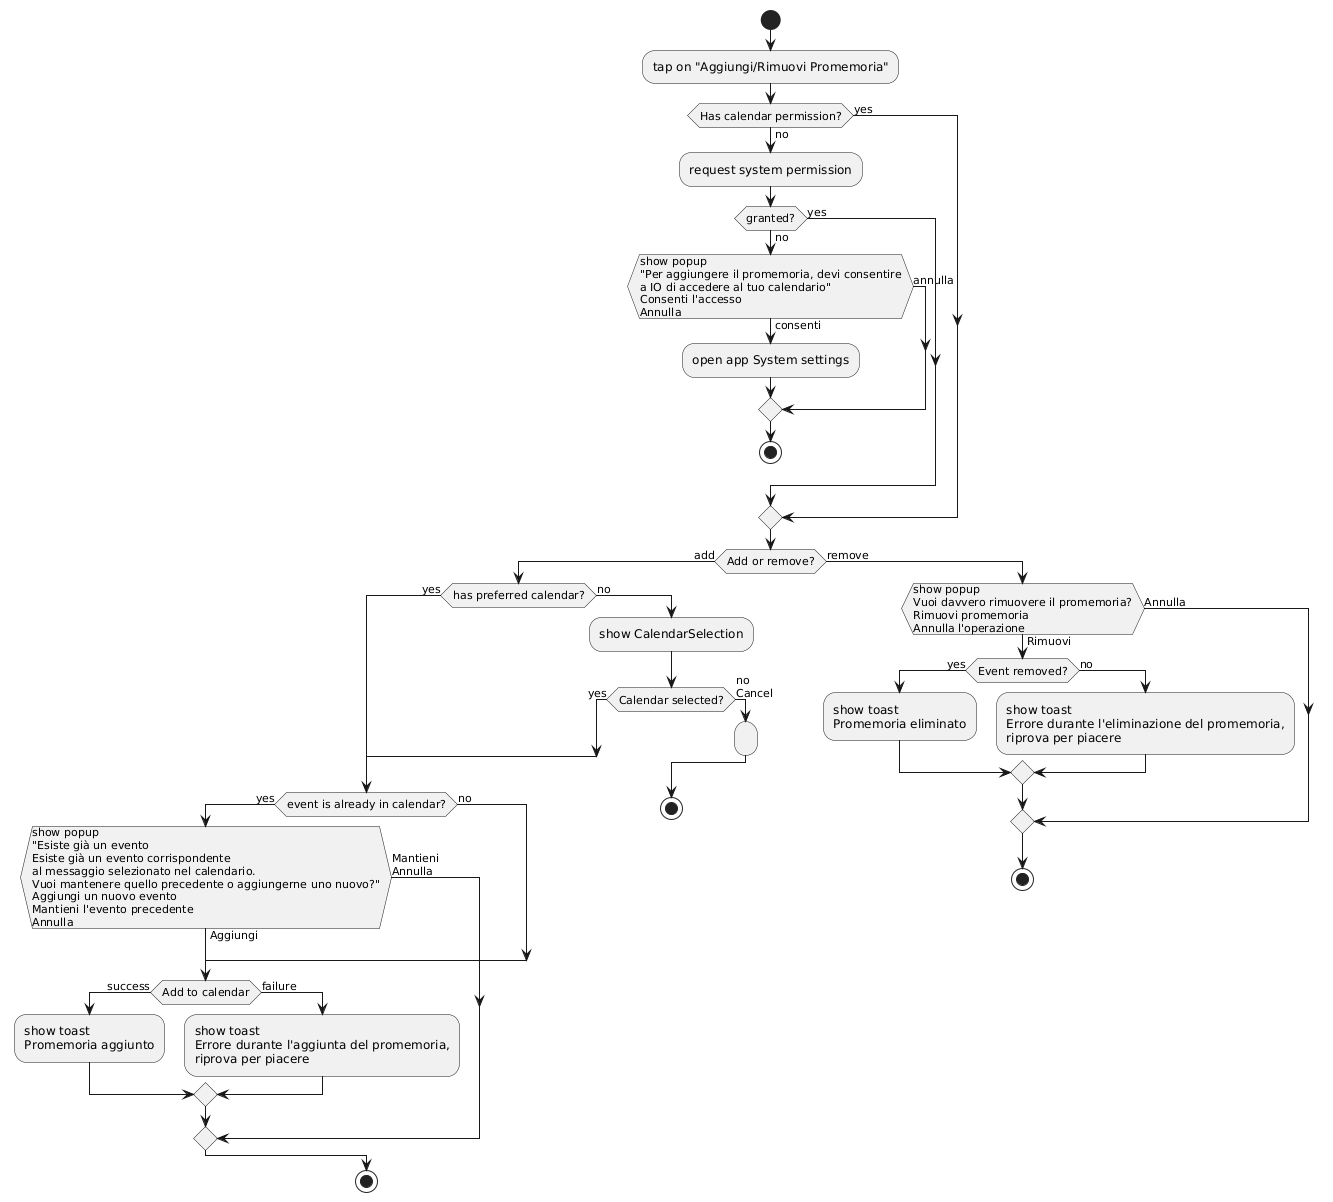 tap on "Aggiungi/Rimuovi Promemoria"
Has calendar permission?
yes
no
request system permission
granted?
yes
no
show popup
"Per aggiungere il promemoria, devi consentire
a IO di accedere al tuo calendario"
Consenti l'accesso
Annulla
annulla
consenti
open app System settings
add
Add or remove?
remove
yes
has preferred calendar?
no
show CalendarSelection
yes
Calendar selected?
no
Cancel
show popup
Vuoi davvero rimuovere il promemoria?
Rimuovi promemoria
Annulla l'operazione
Annulla
Rimuovi
yes
Event removed?
no
show toast
Promemoria eliminato
show toast
Errore durante l'eliminazione del promemoria,
riprova per piacere
yes
event is already in calendar?
no
show popup
"Esiste già un evento
Esiste già un evento corrispondente
al messaggio selezionato nel calendario.
Vuoi mantenere quello precedente o aggiungerne uno nuovo?"
Aggiungi un nuovo evento
Mantieni l'evento precedente
Annulla
Mantieni
Annulla
Aggiungi
success
Add to calendar
failure
show toast
Promemoria aggiunto
show toast
Errore durante l'aggiunta del promemoria,
riprova per piacere